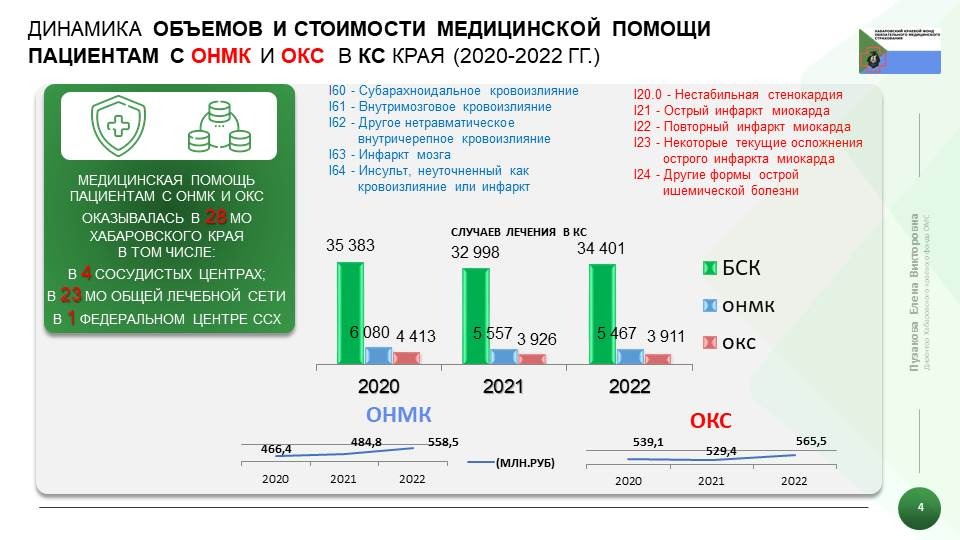 ДИНАМИКА ОБЪЕМОВ И СТОИМОСТИ МЕДИЦИНСКОЙ ПОМОЩИ
ПАЦИЕНТАМ С ОНМК И ОКС В КС КРАЯ (2020-2022 ГГ.)
ХАБАРОВСКИЙ КРАЕВОЙ ФОНД
ОБЯЗАТЕЛЬНОГО МЕДИЦИНСКОГО
СТРАХОВАНИЯ
МЕДИЦИНСКАЯ ПОМОЩЬ
ПАЦИЕНТАМ С ОНМК И ОКС
ОКАЗЫВАЛАСЬ В 28 МО
ХАБАРОВСКОГО КРАЯ
В ТОМ ЧИСЛЕ:
В 4 СОСУДИСТЫХ ЦЕНТРАХ;
В 23 МО ОБЩЕЙ ЛЕЧЕБНОЙ СЕТИ
В 1 ФЕДЕРАЛЬНОМ ЦЕНТРЕ ССХ
I60 - Субарахноидальное кровоизлияние
I61 - Внутримозговое кровоизлияние
I62 - Другое нетравматическое
внутричерепное кровоизлияние
I63 - Инфаркт мозга
I64 - Инсульт, неуточненный как
кровоизлияние или инфаркт
I20.0 - Нестабильная стенокардия
I21 - Острый инфаркт миокарда
I22 - Повторный инфаркт миокарда
I23 - Некоторые текущие осложнения
острого инфаркта миокарда
I24 - Другие формы острой
ишемической болезни
СЛУЧАЕВ ЛЕЧЕНИЯ В КС
35 383
32 998
34 401
6 080
4 413
5 557
3 926
5 467
3 911
БСК
ОНМК
ОКС
2020
2021
2022
ОНМК
466,4
484,8
558,5
2020
2021
2022
(МЛН.РУБ)
ОКС
539,1
529,4
565,5
2020
2021
2022
Пузакова Елена Викторовна
Директор Хабаровского краевого фонда ОМС
4